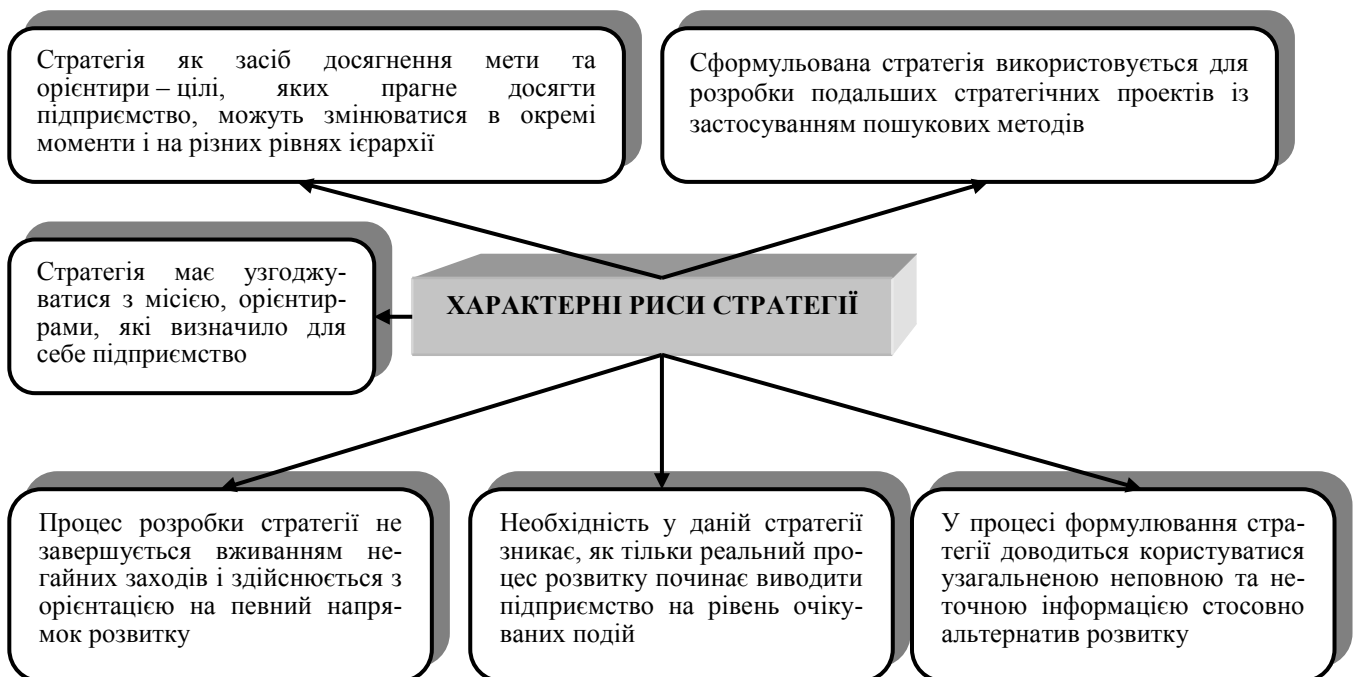 Стратегія як засіб досягнення мети та
орієнтири – цілі, яких прагне досягти
підприємство, можуть змінюватися в окремі
моменти і на різних рівнях ієрархії
Сформульована стратегія використовується для
розробки подальших стратегічних проектів із
застосуванням пошукових методів
Стратегія має узгоджу-
ватися з місією, орієнтир-
рами, які визначило для
себе підприємство
ХАРАКТЕРНІ РИСИ СТРАТЕГІЇ
Процес розробки стратегії не
завершується вживанням не-
гайних заходів і здійснюється з
орієнтацією на певний напря-
мок розвитку
Необхідність у даній стратегії
зникає, як тільки реальний про-
цес розвитку починає виводити
підприємство на рівень очіку-
ваних подій
У процесі формулювання стра-
тегії доводиться користуватися
узагальненою неповною та не-
точною інформацією стосовно
альтернатив розвитку